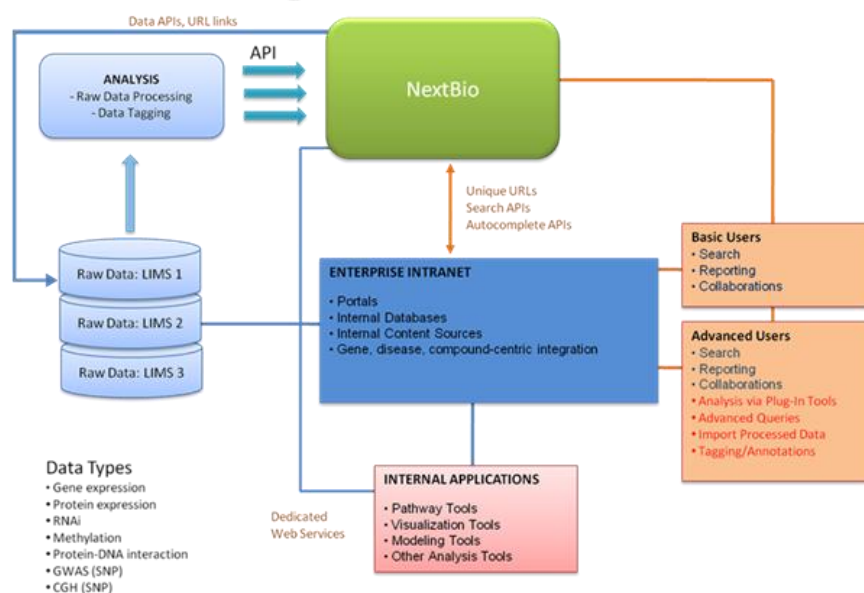 Data APIs, URL links
API
ANALYSIS
- Raw Data Processing
- Data Tagging
NextBio
Unique URLs
Search APIs
Autocomplete APIs
Raw Data: LIMS 1
Raw Data: LIMS 2
Raw Data: LIMS 3
ENTERPRISE INTRANET
• Portals
• Internal Databases
• Internal Content Sources
• Gene, disease, compound-centric integration
Basic Users
• Search
• Reporting
• Collaborations
Advanced Users
• Search
• Reporting
• Collaborations
• Analysis via Plug-In Tools
• Advanced Queries
• Import Processed Data
• Tagging/Annotations
Data Types
• Gene expression
• Protein expression
• RNAi
• Methylation
• Protein-DNA interaction
• GWAS (SNP)
• CGH (SNP)
Dedicated
Web Services
INTERNAL APPLICATIONS
• Pathway Tools
• Visualization Tools
• Modeling Tools
• Other Analysis Tools